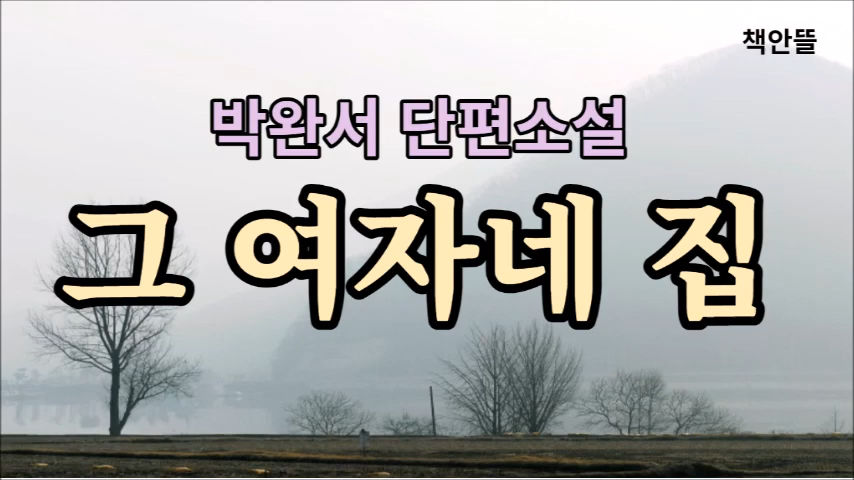 책안뜰
박완서 단편소설
그 여자네 집